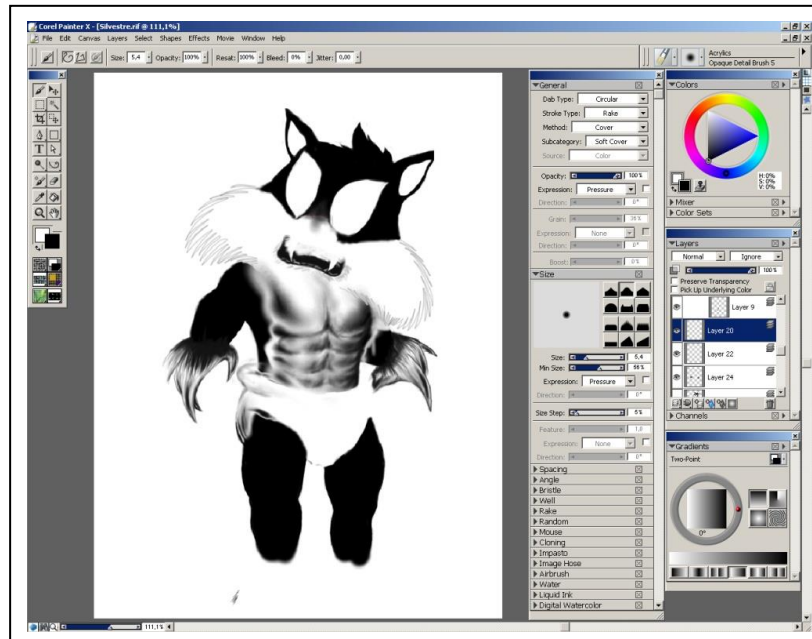 Corel Painter X - [Silvestre.rif @ 111,1%]
File Edit Canvas Layers Select Shapes Effects Movie Window Help
Size: 5,4 Opacity: 100% Resat: 100% Bleed: 0% Jitter: 0,00
Acrylics
Opaque Detail Brush 5
General
Dab Type: Circular
Stroke Type: Rake
Method: Cover
Subcategory: Soft Cover
Source: Color
Opacity: 100%
Expression: Pressure
Direction: 0°
Grain:
Expression: None
Direction: 0°
Boost: 0%
Size
Size: 5,4
Min Size: 56%
Expression: Pressure
Direction: 0°
Size Step: 5%
Feature: 1,0
Expression: None
Direction: 0°
Spacing
Angle
Bristle
Well
Rake
Random
Mouse
Cloning
Impasto
Image Hose
Airbrush
Water
Liquid Ink
Digital Watercolor
Colors
H: 0%
S: 0%
V: 0%
Mixer
Color Sets
Layers
Normal Ignore
100%
Preserve Transparency
Pick Up Underlying Color
Layer 9
Layer 20
Layer 22
Layer 24
Channels
Gradients
Two-Point
0°
111,1%